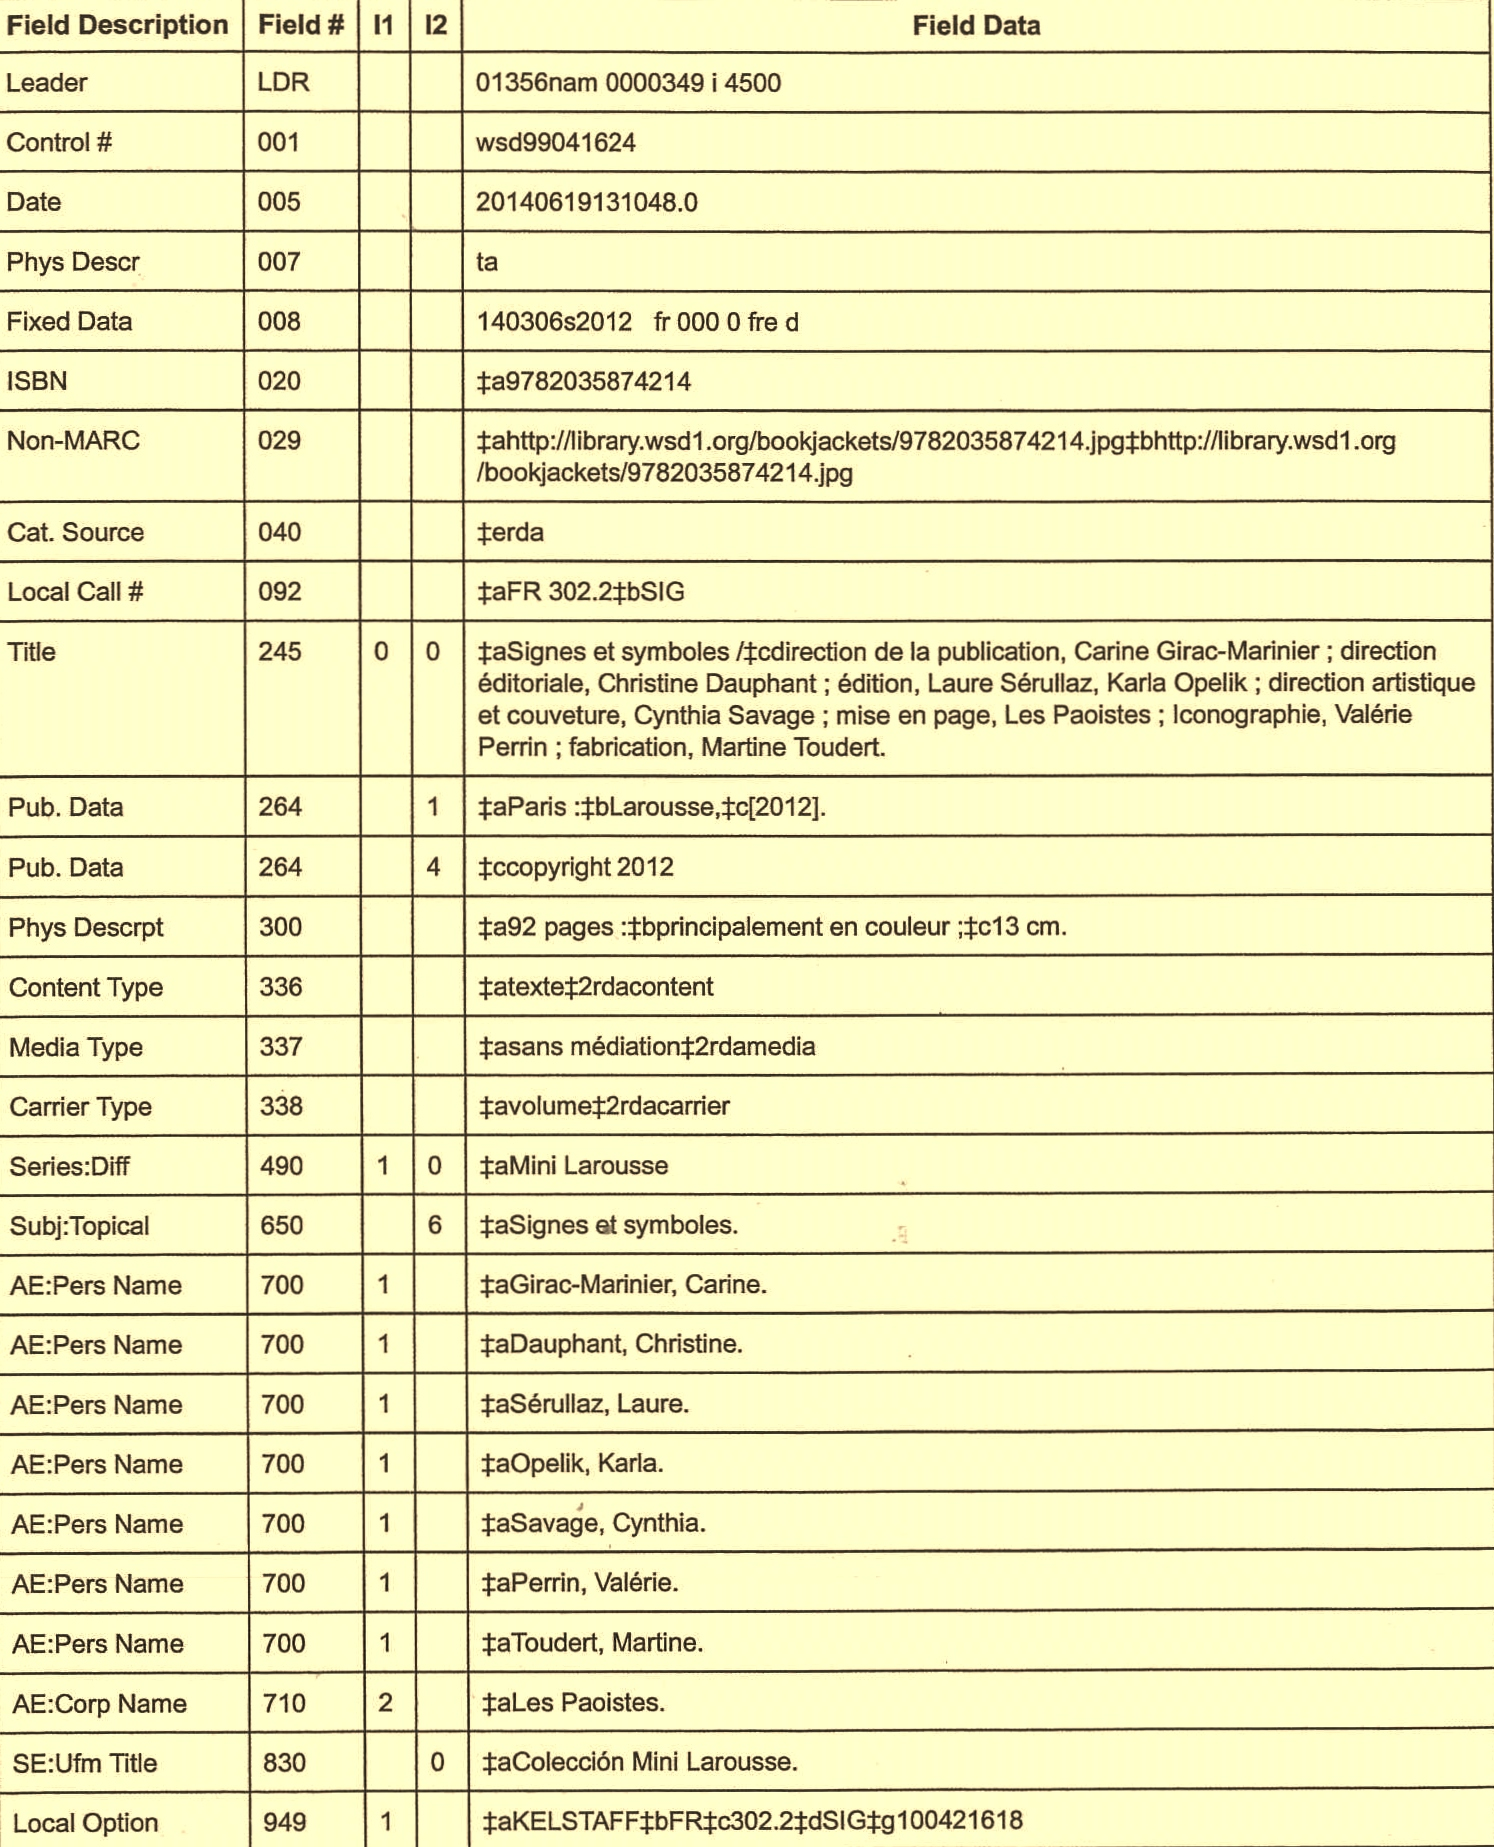 Field Description Field # I1 I2 Field Data
Leader LDR 01356nam 0000349 i 4500
Control # 001 wsd99041624
Date 005 20140619131048.0
Phys Descr 007 ta
Fixed Data 008 140306s2012 fr 000 0 fre d
ISBN 020 ‡a9782035874214
Non-MARC 029 ‡ahttp://library.wsd1.org/bookjackets/9782035874214.jpg‡bhttp://library.wsd1.org
/bookjackets/9782035874214.jpg
Cat. Source 040 ‡erda
Local Call # 092 ‡aFR 302.2‡bSIG
Title 245 0 0 ‡aSignes et symboles /‡cdirection de la publication, Carine Girac-Marinier ; direction
éditoriale, Christine Dauphant ; édition, Laure Sérullaz, Karla Opelik ; direction artistique
et couveture, Cynthia Savage ; mise en page, Les Paoistes ; Iconographie, Valérie
Perrin ; fabrication, Martine Toudert.
Pub. Data 264 1 ‡aParis :‡bLarousse,‡c[2012].
Pub. Data 264 4 ‡ccopyright 2012
Phys Descrpt 300 ‡a92 pages :‡bprincipalement en couleur ;‡c13 cm.
Content Type 336 ‡atexte‡2rdacontent
Media Type 337 ‡asans médiation‡2rdamedia
Carrier Type 338 ‡avolume‡2rdacarrier
Series:Diff 490 1 0 ‡aMini Larousse
Subj:Topical 650 6 ‡aSignes et symboles.
AE:Pers Name 700 1 ‡aGirac-Marinier, Carine.
AE:Pers Name 700 1 ‡aDauphant, Christine.
AE:Pers Name 700 1 ‡aSérullaz, Laure.
AE:Pers Name 700 1 ‡aOpelik, Karla.
AE:Pers Name 700 1 ‡aSavage, Cynthia.
AE:Pers Name 700 1 ‡aPerrin, Valérie.
AE:Pers Name 700 1 ‡aToudert, Martine.
AE:Corp Name 710 2 ‡aLes Paoistes.
SE:Ufm Title 830 0 ‡aColección Mini Larousse.
Local Option 949 1 ‡aKELSTAFF‡bFR‡c302.2‡dSIG‡g100421618